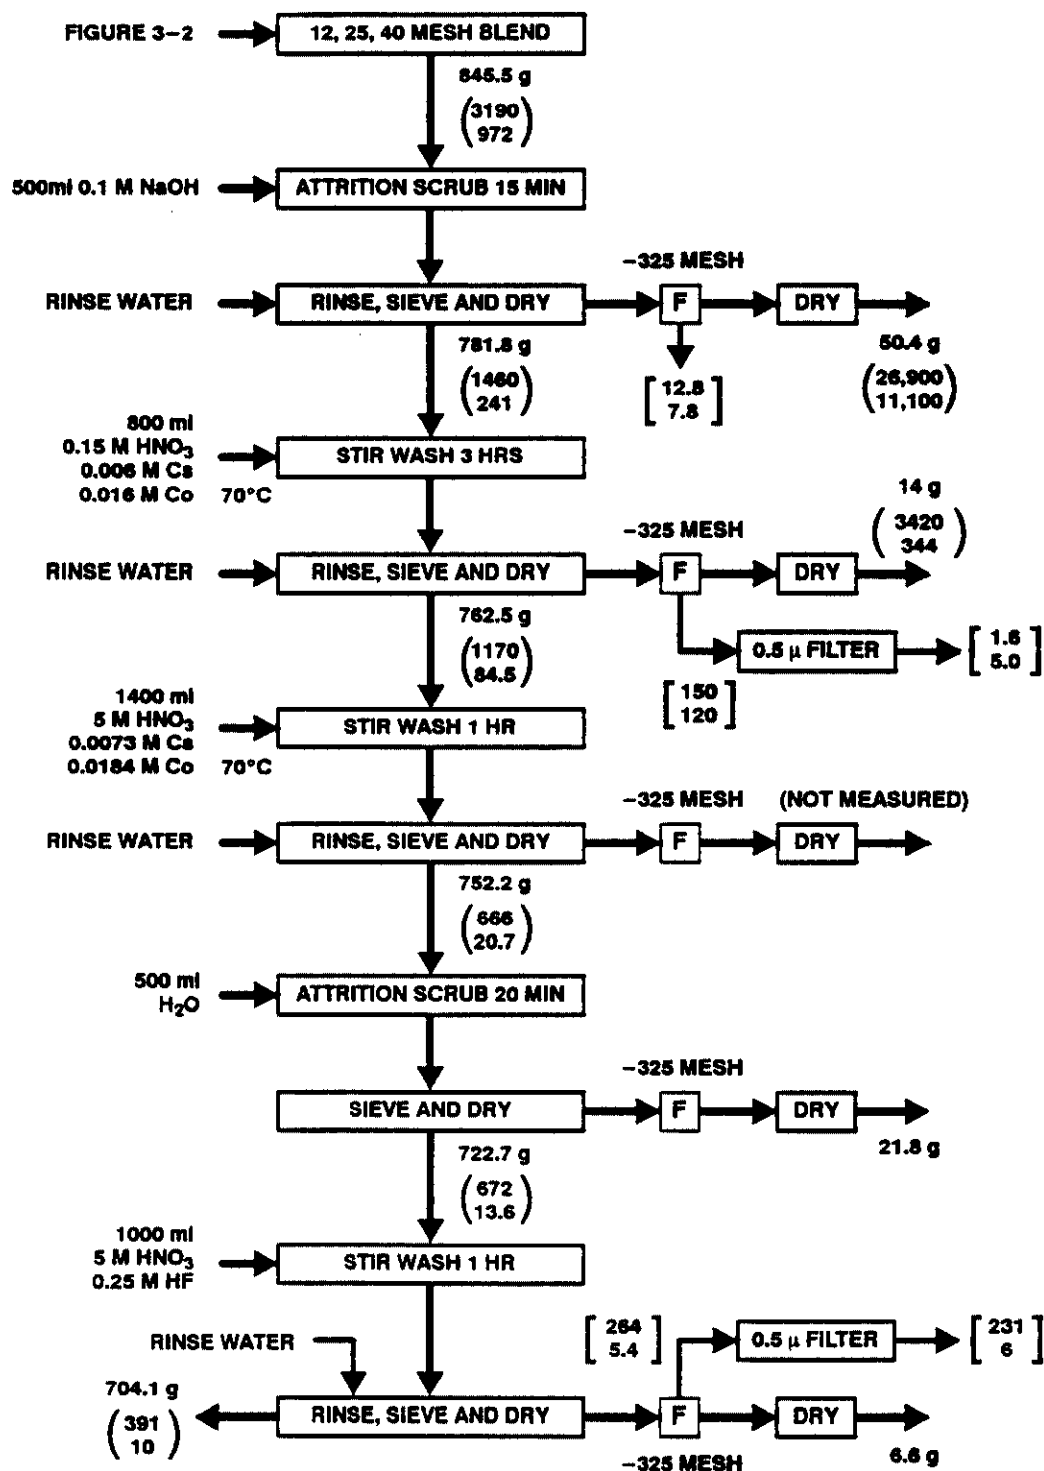 FIGURE 3-2
12, 25, 40 MESH BLEND
845.5 g
(3190
972)
500ml 0.1 M NaOH
ATTRITION SCRUB 15 MIN
-325 MESH
RINSE WATER
RINSE, SIEVE AND DRY
F
DRY
781.8 g
(1460
241)
[12.8
7.8]
50.4 g
(26,900
11,100)
800 ml
0.15 M HNO₃
0.006 M Cs
0.016 M Co 70°C
STIR WASH 3 HRS
-325 MESH
14 g
(3420
344)
RINSE WATER
RINSE, SIEVE AND DRY
F
DRY
762.5 g
(1170
84.5)
0.5 µ FILTER
[1.6
5.0]
[150
120]
1400 ml
5 M HNO₃
0.0073 M Cs
0.0184 M Co 70°C
STIR WASH 1 HR
-325 MESH (NOT MEASURED)
RINSE WATER
RINSE, SIEVE AND DRY
F
DRY
752.2 g
(666
20.7)
500 ml
H₂O
ATTRITION SCRUB 20 MIN
-325 MESH
SIEVE AND DRY
F
DRY
722.7 g
(672
13.6)
21.8 g
1000 ml
5 M HNO₃
0.25 M HF
STIR WASH 1 HR
RINSE WATER
[264
5.4]
0.5 µ FILTER
[231
6]
704.1 g
(391
10)
RINSE, SIEVE AND DRY
F
DRY
-325 MESH
6.6 g